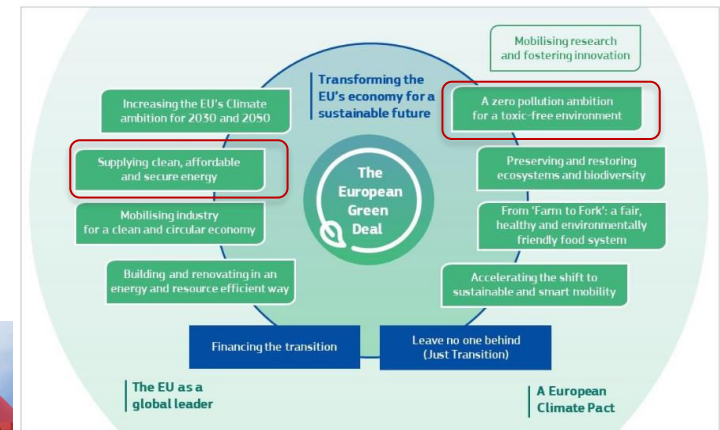 Mobilising research
and fostering innovation
Transforming the
EU's economy for a
sustainable future
Increasing the EU's Climate
ambition for 2030 and 2050
A zero pollution ambition
for a toxic-free environment
Supplying clean, affordable
and secure energy
Preserving and restoring
ecosystems and biodiversity
The
European
Green
Deal
Mobilising industry
for a clean and circular economy
From 'Farm to Fork': a fair,
healthy and environmentally
friendly food system
Building and renovating in an
energy and resource efficient way
Accelerating the shift to
sustainable and smart mobility
Financing the transition
Leave no one behind
(Just Transition)
The EU as a
global leader
A European
Climate Pact